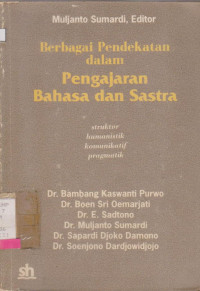 Muljanto Sumardi, Editor
Berbagai Pendekatan
dalam
Pengajaran
Bahasa dan Sastra
struktur
humanistik
komunikatif
pragmatik
Dr. Bambang Kaswanti Purwo
Dr. Boen Sri Oemarjati
Dr. E. Sadtono
Dr. Muljanto Sumardi
Dr. Sapardi Djoko Damono
Dr. Soenjono Dardjowidjojo
sh